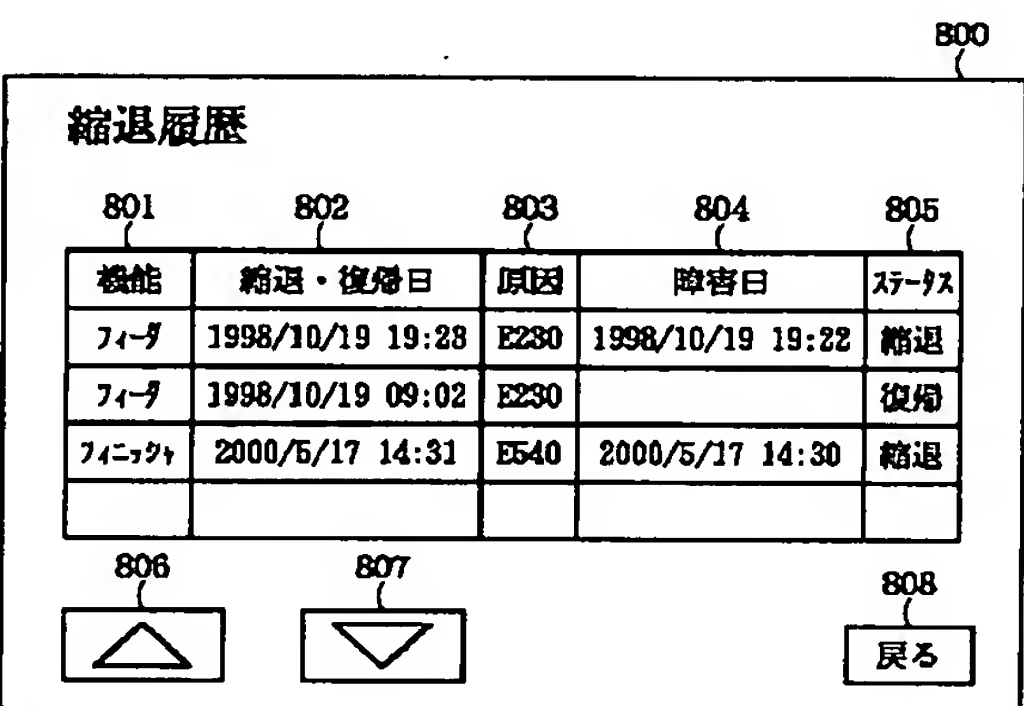 800
縮退履歴
801 802 803 804 805
機能 縮退・復帰日 原因 障害日 ステータス
フィーダ 1998/10/19 19:23 E230 1998/10/19 19:22 縮退
フィーダ 1998/10/19 09:02 E230 復帰
フィニッシャ 2000/5/17 14:31 E540 2000/5/17 14:30 縮退
806 807 808
戻る